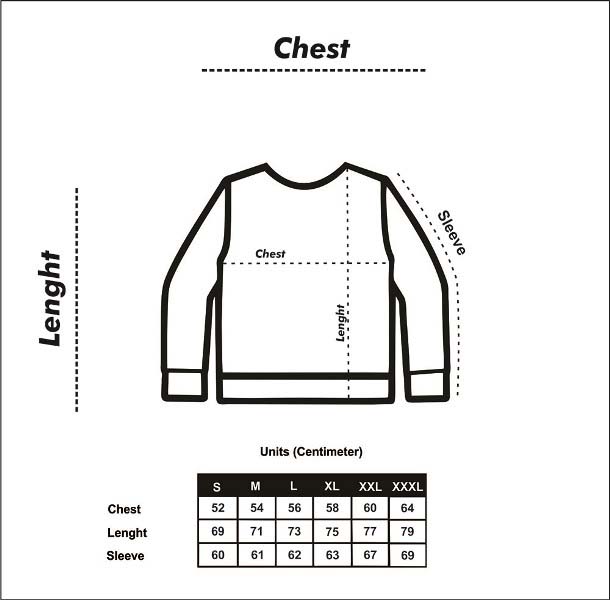 Chest
Lenght
Sleeve
Chest
Lenght
Units (Centimeter)
S M L XL XXL XXXL
Chest 52 54 56 58 60 64
Lenght 69 71 73 75 77 79
Sleeve 60 61 62 63 67 69